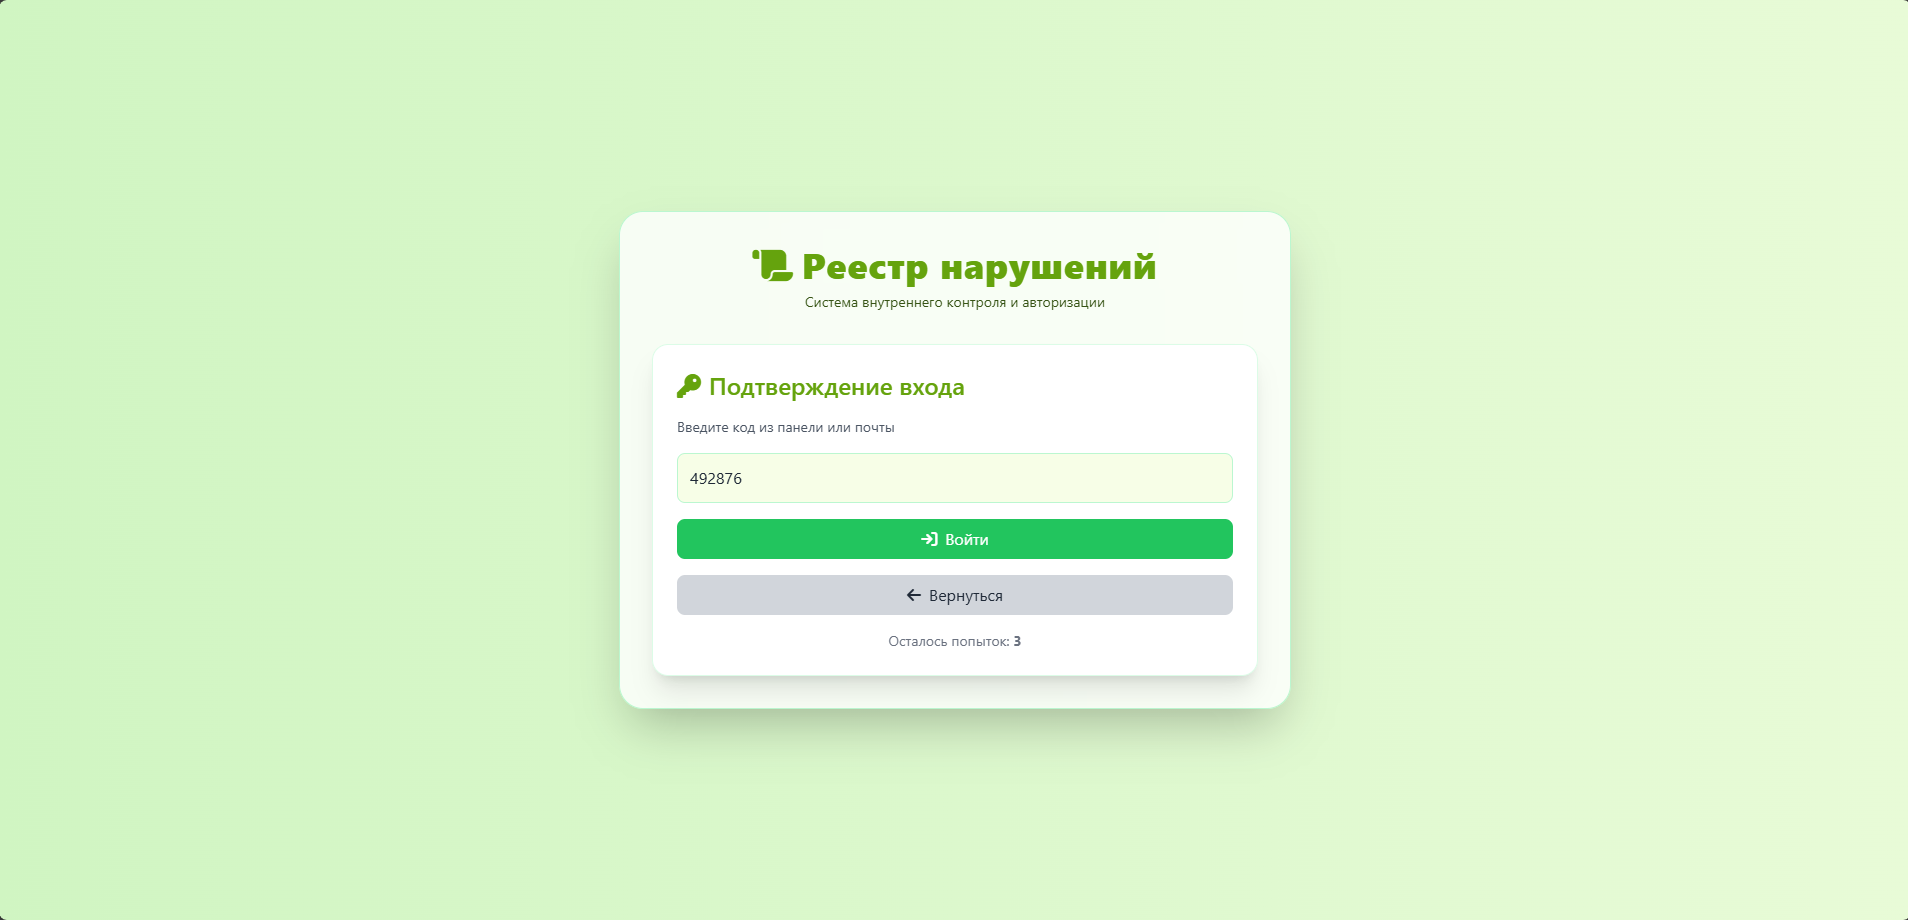 Реестр нарушений
Система внутреннего контроля и авторизации
Подтверждение входа
Введите код из панели или почты
492876
Войти
Вернуться
Осталось попыток: 3